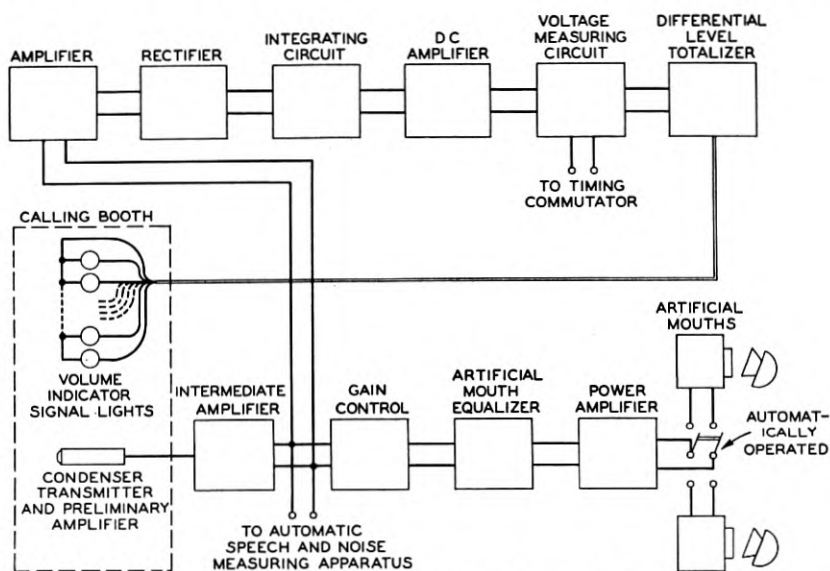 AMPLIFIER
RECTIFIER
INTEGRATING
CIRCUIT
D C
AMPLIFIER
VOLTAGE
MEASURING
CIRCUIT
DIFFERENTIAL
LEVEL
TOTALIZER
TO TIMING
COMMUTATOR
CALLING BOOTH
VOLUME
INDICATOR
SIGNAL LIGHTS
CONDENSER
TRANSMITTER
AND PRELIMINARY
AMPLIFIER
INTERMEDIATE
AMPLIFIER
GAIN
CONTROL
ARTIFICIAL
MOUTH
EQUALIZER
POWER
AMPLIFIER
ARTIFICIAL
MOUTHS
AUTOMAT-
ICALLY
OPERATED
TO AUTOMATIC
SPEECH AND NOISE
MEASURING APPARATUS